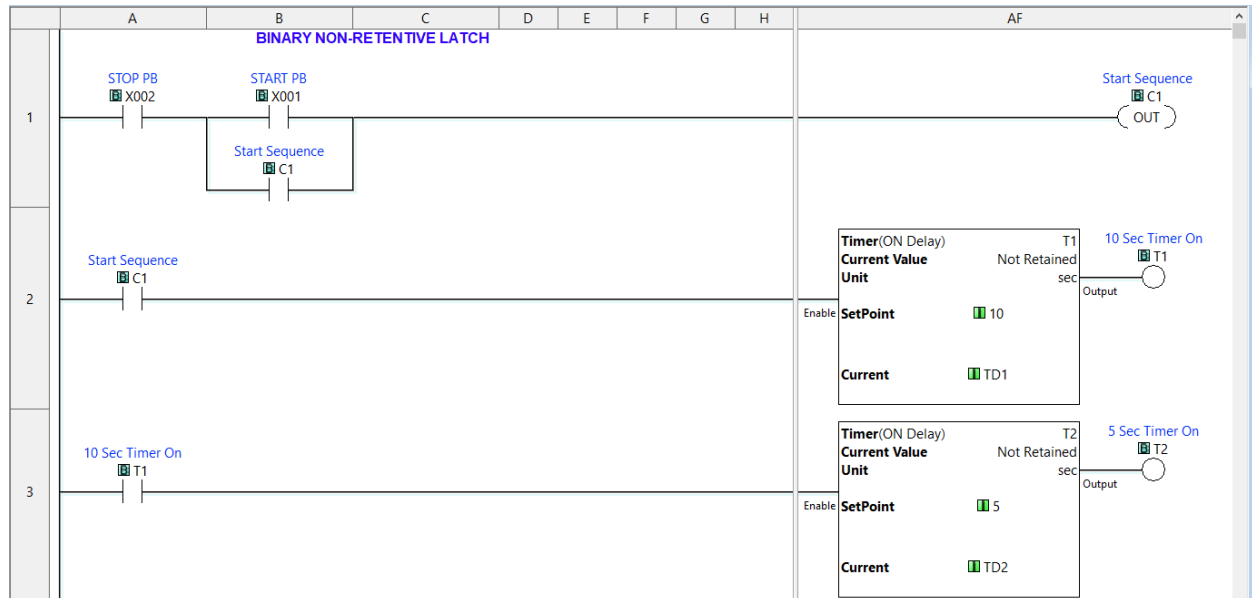 A B C D E F G H AF
BINARY NON-RETENTIVE LATCH
STOP PB START PB Start Sequence
B X002 B X001 B C1
1 OUT
Start Sequence
B C1
Timer(ON Delay) T1 10 Sec Timer On
Start Sequence Current Value Not Retained B T1
B C1 Unit sec
Output
2
Enable SetPoint 10
Current TD1
Timer(ON Delay) T2 5 Sec Timer On
10 Sec Timer On Current Value Not Retained B T2
B T1 Unit sec
Output
3
Enable SetPoint 5
Current TD2